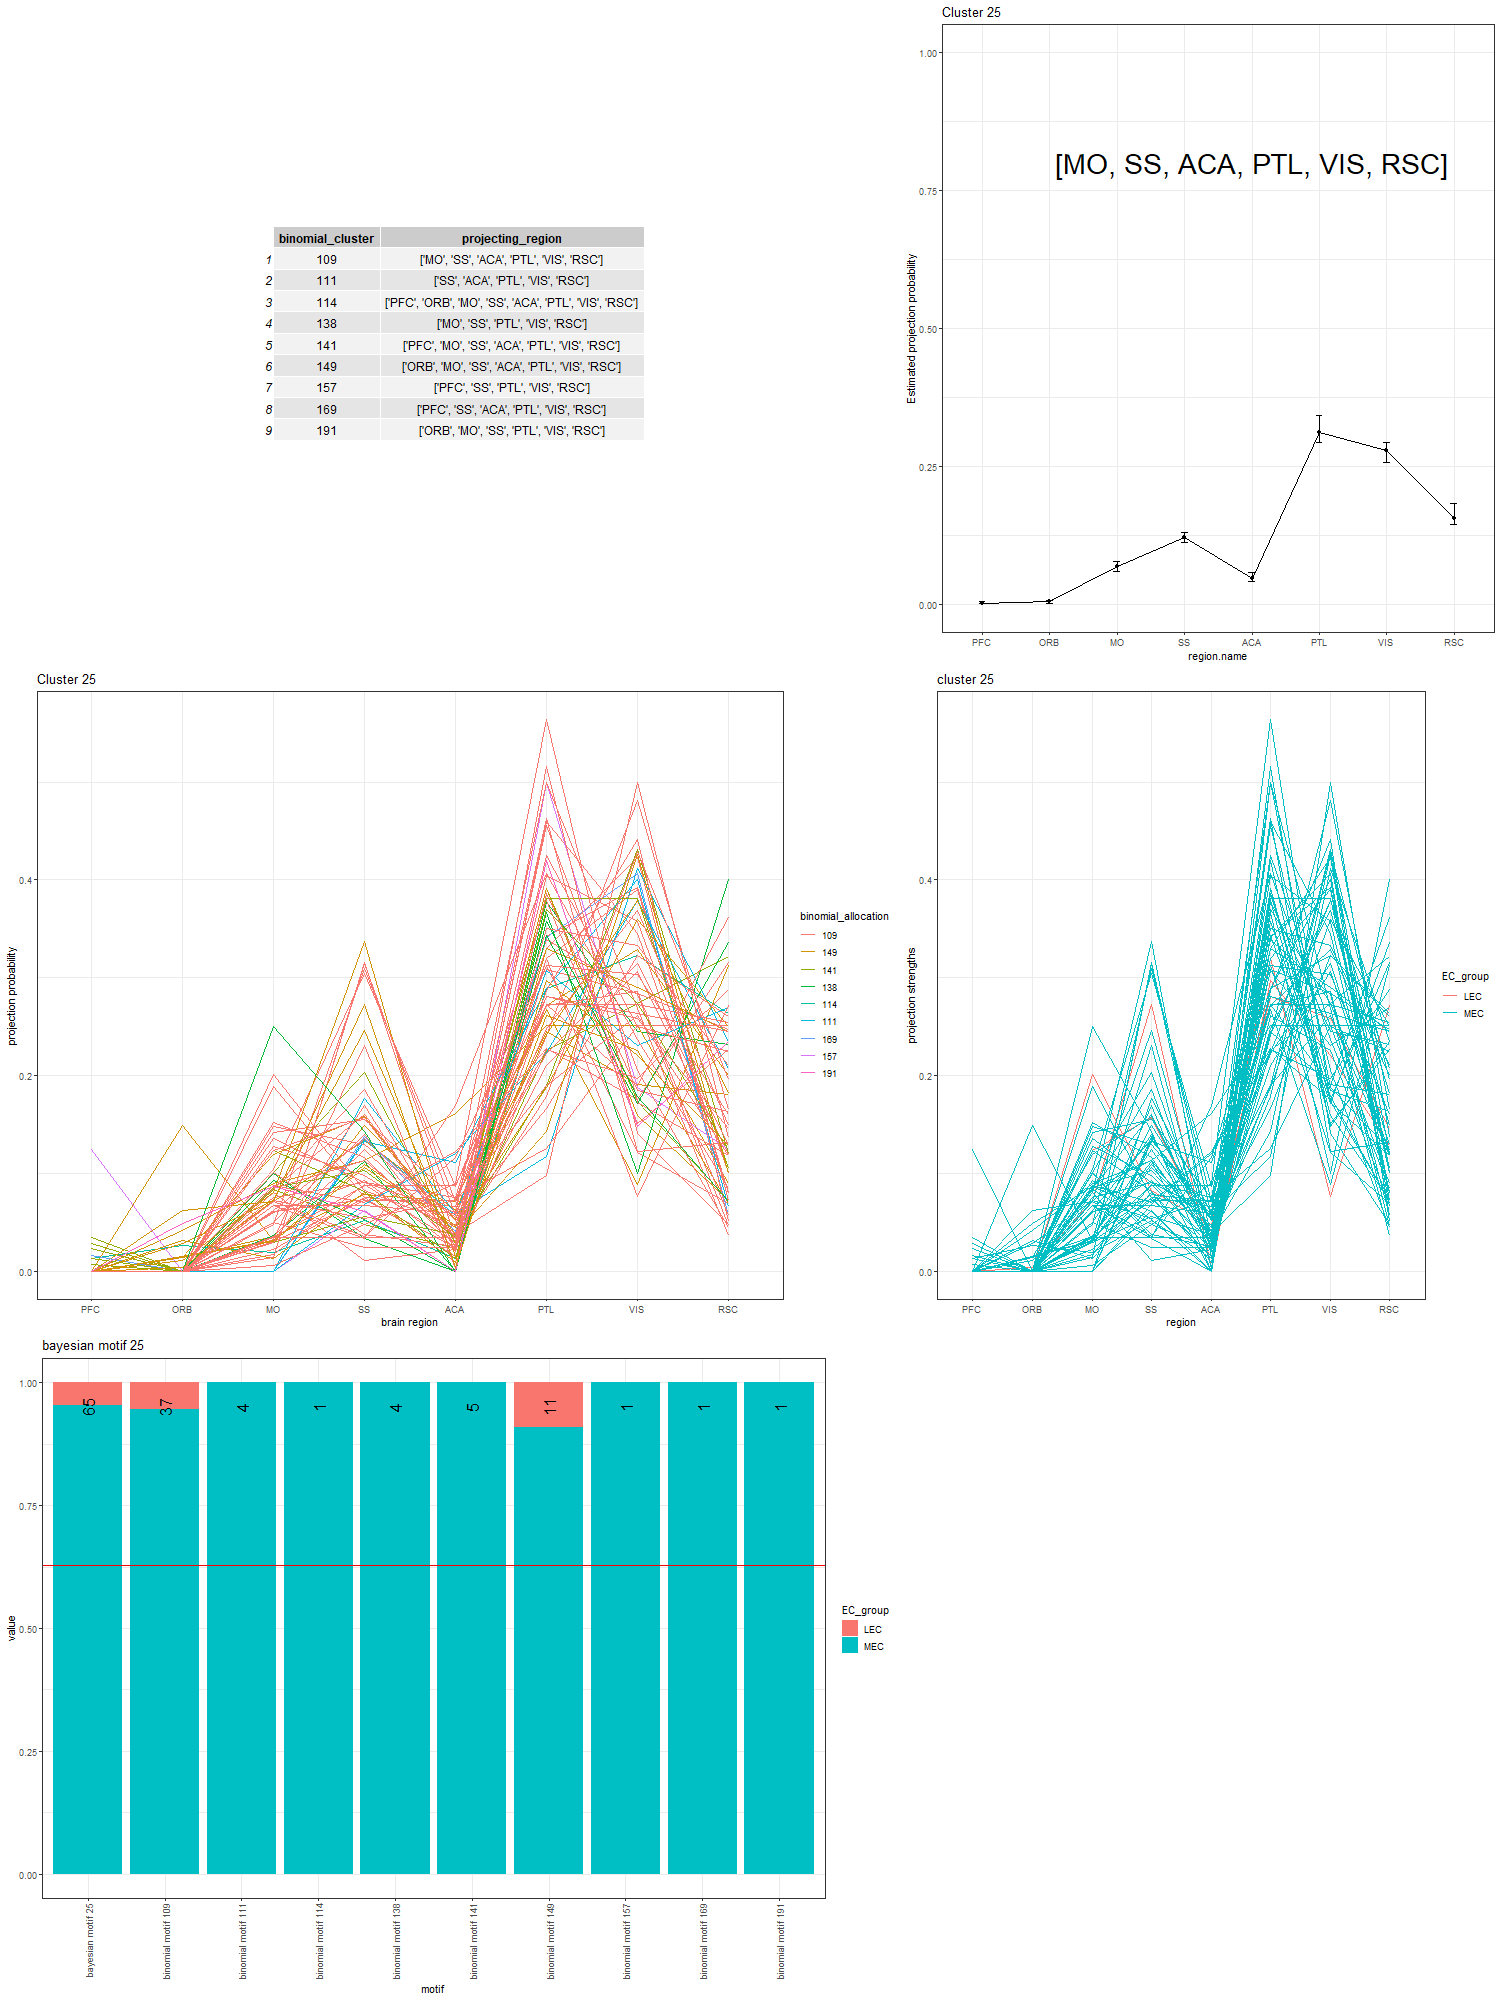 binomial_cluster projecting_region
1 109 ['MO', 'SS', 'ACA', 'PTL', 'VIS', 'RSC']
2 111 ['SS', 'ACA', 'PTL', 'VIS', 'RSC']
3 114 ['PFC', 'ORB', 'MO', 'SS', 'ACA', 'PTL', 'VIS', 'RSC']
4 138 ['MO', 'SS', 'PTL', 'VIS', 'RSC']
5 141 ['PFC', 'MO', 'SS', 'ACA', 'PTL', 'VIS', 'RSC']
6 149 ['ORB', 'MO', 'SS', 'ACA', 'PTL', 'VIS', 'RSC']
7 157 ['PFC', 'SS', 'PTL', 'VIS', 'RSC']
8 169 ['PFC', 'SS', 'ACA', 'PTL', 'VIS', 'RSC']
9 191 ['ORB', 'MO', 'SS', 'PTL', 'VIS', 'RSC']
Cluster 25
[MO, SS, ACA, PTL, VIS, RSC]
Estimated projection probability
1.00
0.75
0.50
0.25
0.00
PFC ORB MO SS ACA PTL VIS RSC
region.name
Cluster 25
projection probability
0.4
0.2
0.0
PFC ORB MO SS ACA PTL VIS RSC
brain region
binomial_allocation
109
149
141
138
114
111
169
157
191
cluster 25
projection strengths
0.4
0.2
0.0
PFC ORB MO SS ACA PTL VIS RSC
region
EC_group
LEC
MEC
bayesian motif 25
value
1.00
0.75
0.50
0.25
0.00
65 37 4 1 4 5 11 1 1 1
bayesian motif 25
binomial motif 109
binomial motif 111
binomial motif 114
binomial motif 138
binomial motif 141
binomial motif 149
binomial motif 157
binomial motif 169
binomial motif 191
motif
EC_group
LEC
MEC